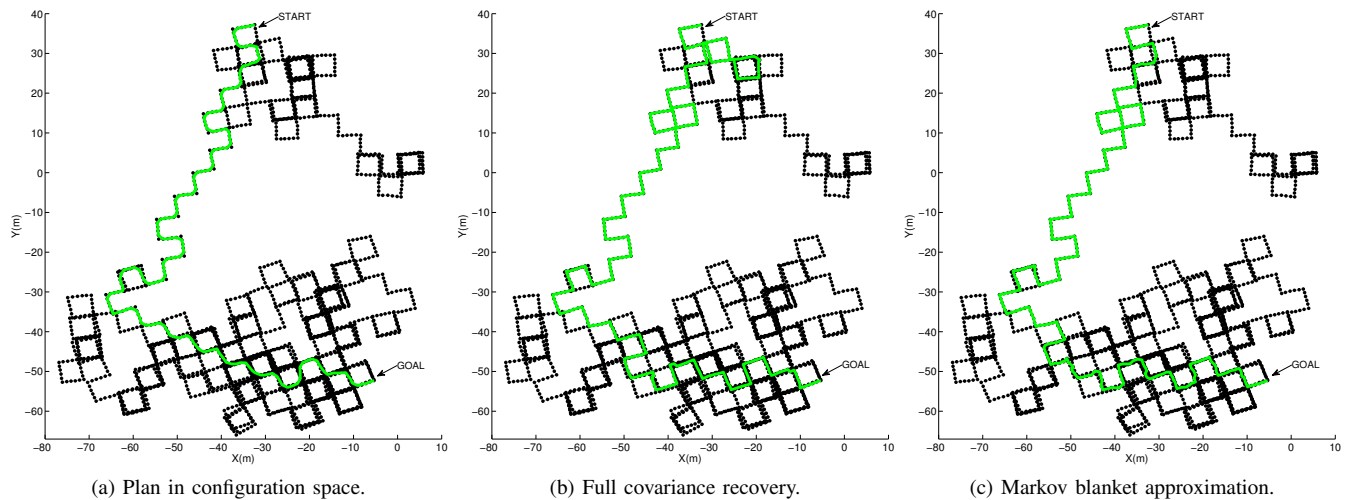 40
30
20
10
0
−10
−20
−30
−40
−50
−60
Y(m)
−80 −70 −60 −50 −40 −30 −20 −10 0 10
X(m)
START
GOAL
(a) Plan in configuration space.
40
30
20
10
0
−10
−20
−30
−40
−50
−60
Y(m)
−80 −70 −60 −50 −40 −30 −20 −10 0 10
X(m)
START
GOAL
(b) Full covariance recovery.
40
30
20
10
0
−10
−20
−30
−40
−50
−60
Y(m)
−80 −70 −60 −50 −40 −30 −20 −10 0 10
X(m)
START
GOAL
(c) Markov blanket approximation.